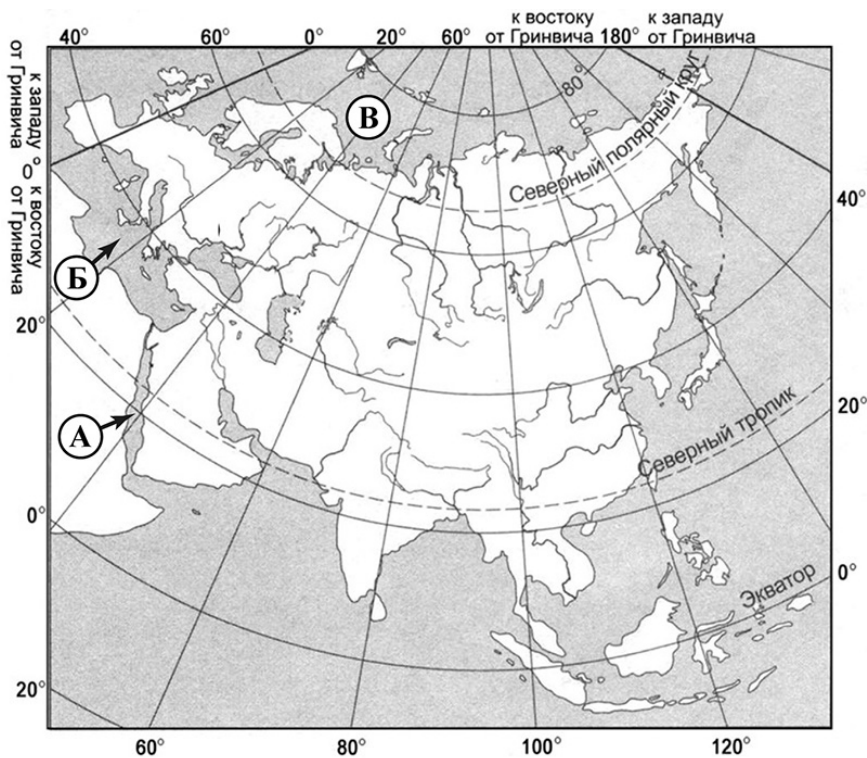 к востоку
от Гринвича
к западу
от Гринвича
40°
60°
0°
20°
60°
180°
к западу
от Гринвича
0°
к востоку
от Гринвича
В
80°
Северный полярный круг
40°
Б
20°
А
20°
Северный тропик
0°
0°
Экватор
20°
60°
80°
100°
120°